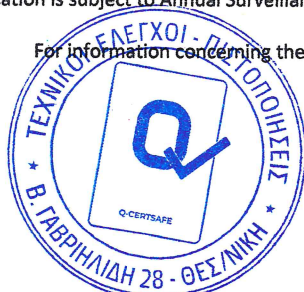 ation is subject to Annual Surveillan
For information concerning the
ΤΕΧΝΙΚΟΙ ΕΛΕΓΧΟΙ - ΠΙΣΤΟΠΟΙΗΣΕΙΣ
Q
Q-CERTSAFE
* Β. ΓΑΒΡΙΗΛΙΔΗ 28 - ΘΕΣ/ΝΙΚΗ *